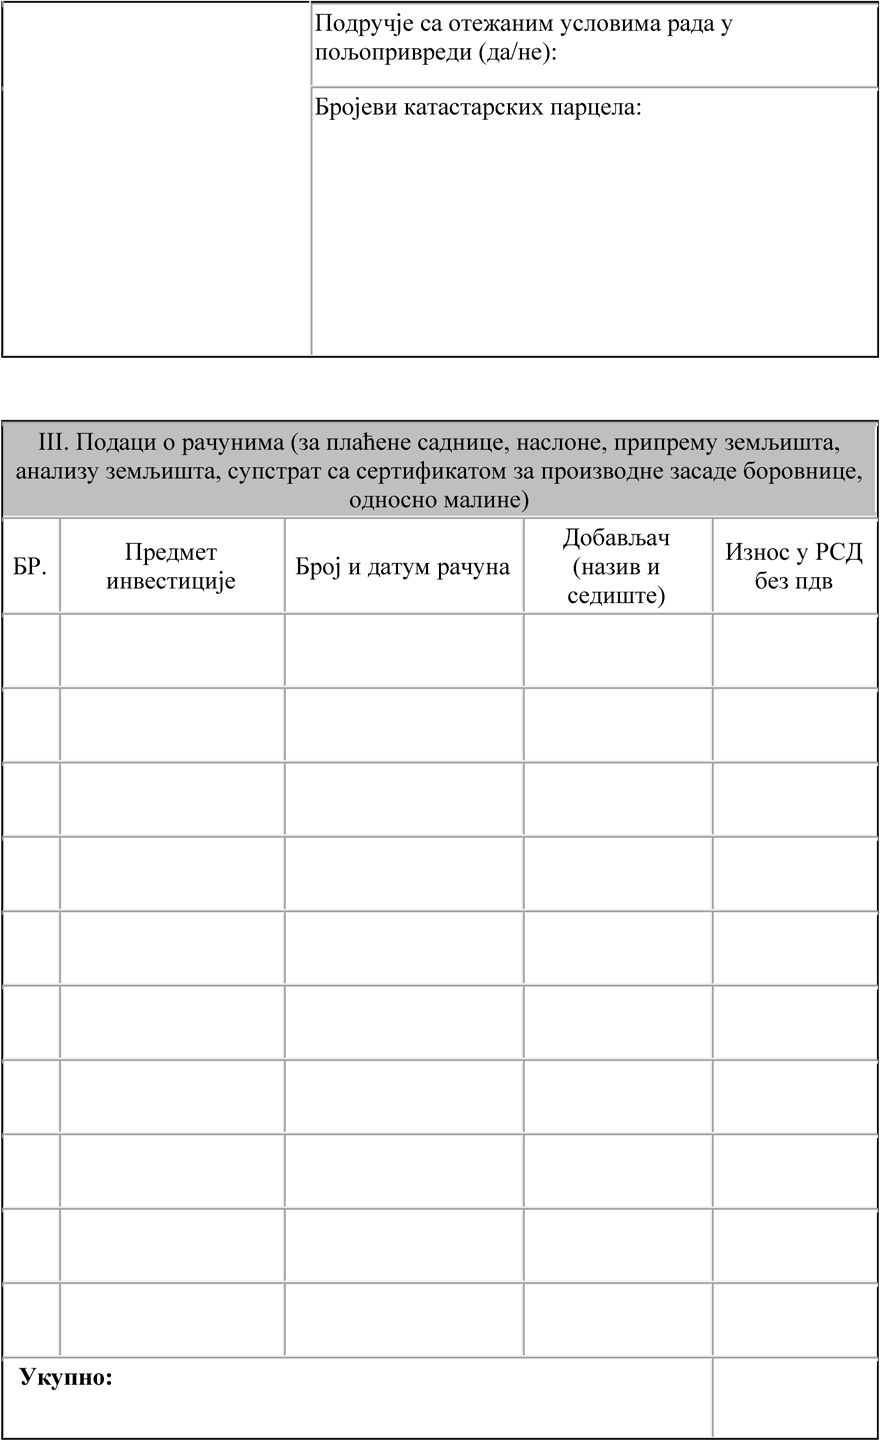 Подручје са отежаним условима рада у
пољопривреди (да/не):
Бројеви катастарских парцела:
III. Подаци о рачунима (за плаћене саднице, наслоне, припрему земљишта,
анализу земљишта, супстрат са сертификатом за производне засаде боровнице,
односно малине)
БР.
Предмет
инвестиције
Број и датум рачуна
Добављач
(назив и
седиште)
Износ у РСД
без пдв
Укупно: